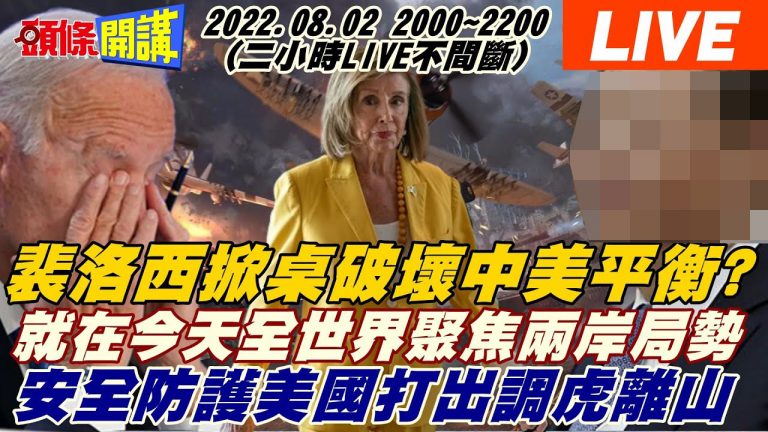 頭條開講
2022.08.02 2000~2200
(二小時LIVE不間斷)
LIVE
裴洛西掀桌破壞中美平衡?
就在今天全世界聚焦兩岸局勢
安全防護美國打出調虎離山